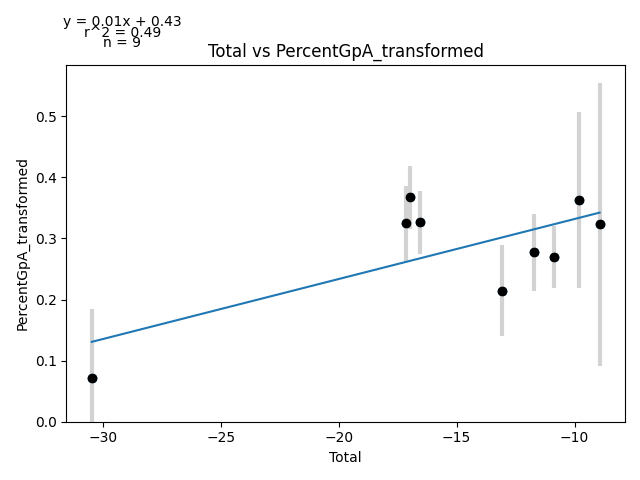 y = 0.01x + 0.43
r^2 = 0.49
n = 9
Total vs PercentGpA_transformed
PercentGpA_transformed
0.5
0.4
0.3
0.2
0.1
0.0
−30
−25
−20
−15
−10
Total